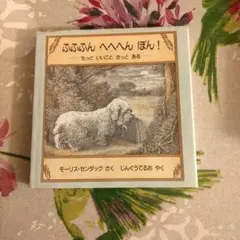 ふふふん へへへん ぽん！
もっと いいこと きっと ある
モーリス・センダック さく　じんぐうてるお やく